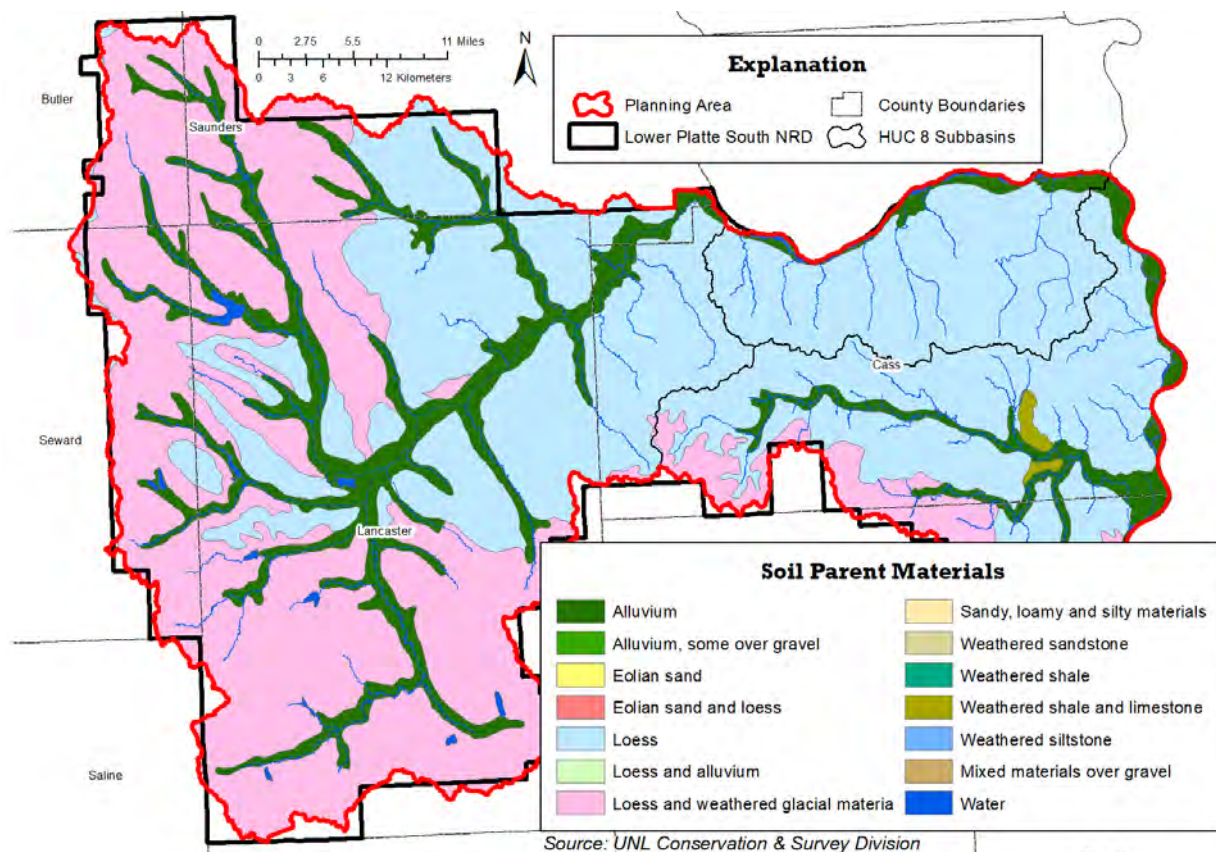 0 2.75 5.5 11 Miles
0 3 6 12 Kilometers
N
Explanation
Planning Area
County Boundaries
Lower Platte South NRD
HUC 8 Subbasins
Butler
Saunders
Cass
Seward
Lancaster
Saline
Soil Parent Materials
Alluvium
Alluvium, some over gravel
Eolian sand
Eolian sand and loess
Loess
Loess and alluvium
Loess and weathered glacial materia
Sandy, loamy and silty materials
Weathered sandstone
Weathered shale
Weathered shale and limestone
Weathered siltstone
Mixed materials over gravel
Water
Source: UNL Conservation & Survey Division